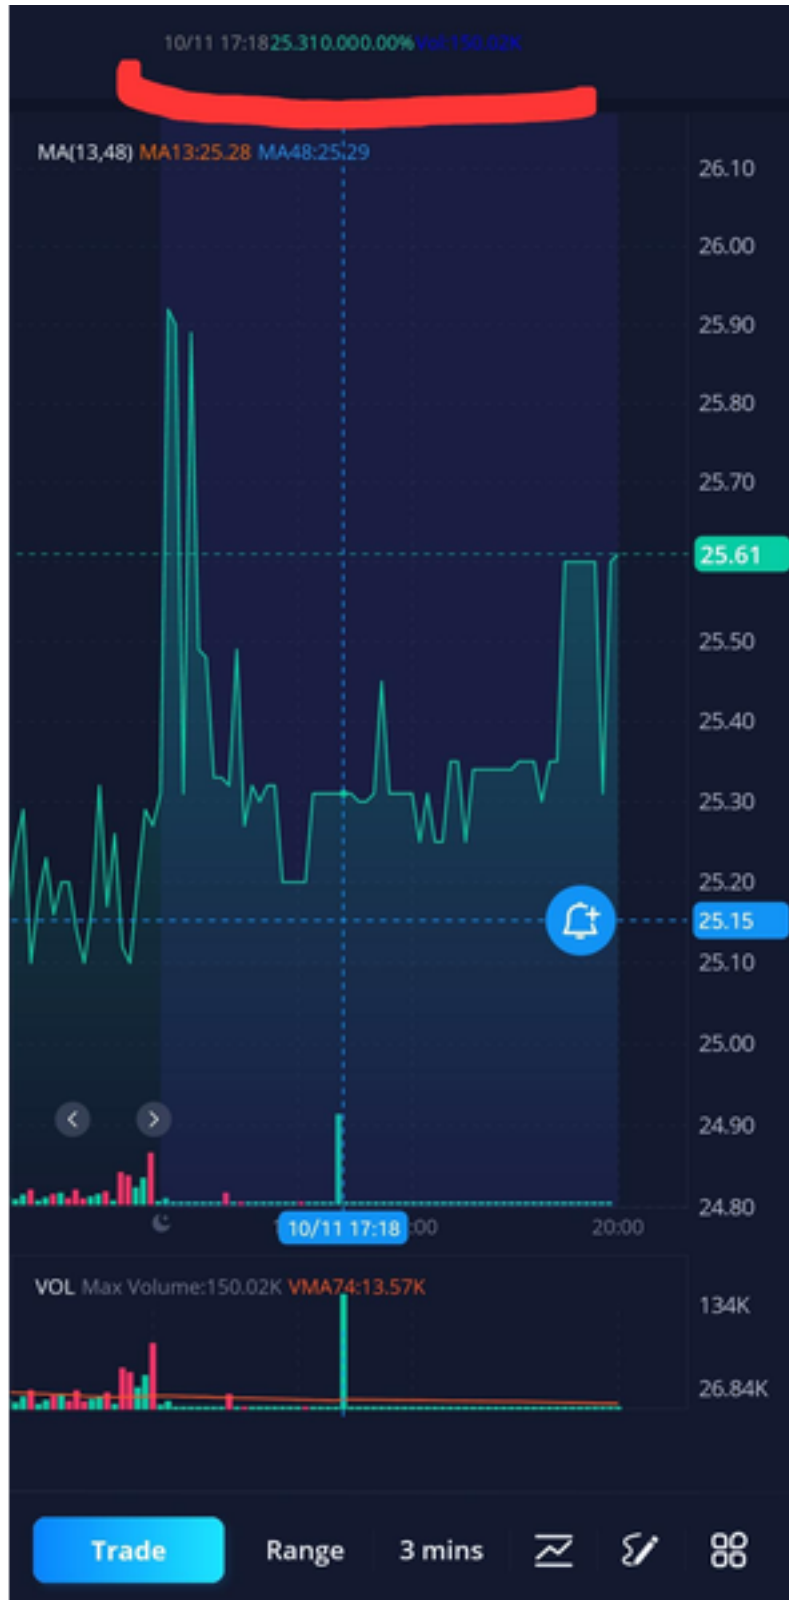 10/11 17:18 25.31 0.00 0.00% Vol:150.02K
MA(13,48) MA13:25.28 MA48:25.29
26.10
26.00
25.90
25.80
25.70
25.61
25.50
25.40
25.30
25.20
25.15
25.10
25.00
24.90
24.80
10/11 17:18 :00 20:00
VOL Max Volume:150.02K VMA74:13.57K
134K
26.84K
Trade Range 3 mins